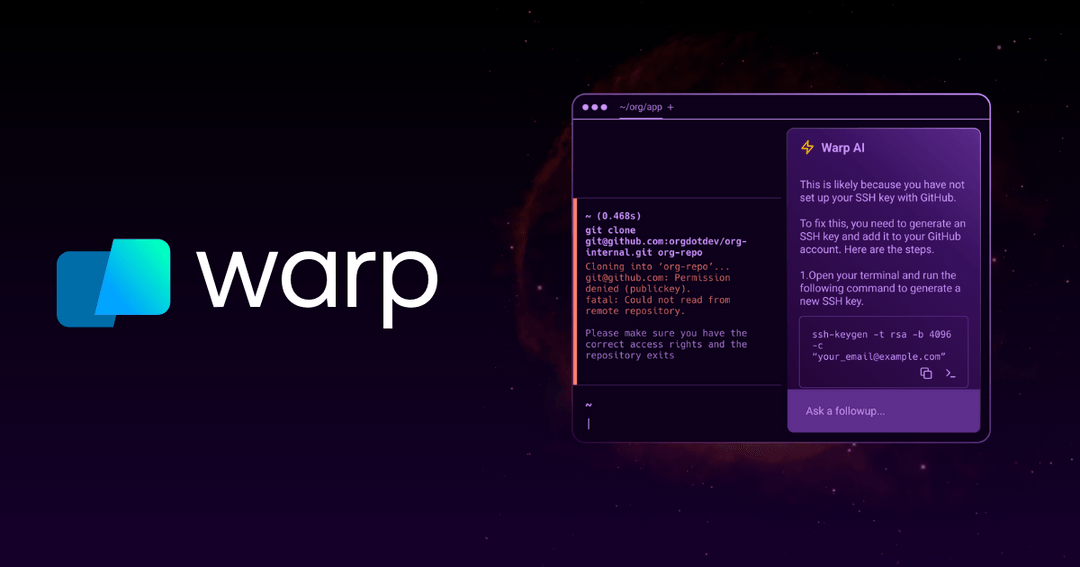 warp
~/org/app +
~ (0.468s)
git clone
git@github.com:orgdotdev/org-
internal.git org-repo
Cloning into ‘org-repo’...
git@github.com: Permission
denied (publickey).
fatal: Could not read from
remote repository.
Please make sure you have the
correct access rights and the
repository exits
~
Warp AI
This is likely because you have not
set up your SSH key with GitHub.
To fix this, you need to generate an
SSH key and add it to your GitHub
account. Here are the steps.
1.Open your terminal and run the
following command to generate a
new SSH key.
ssh-keygen -t rsa -b 4096
-c
“your_email@example.com”
Ask a followup...